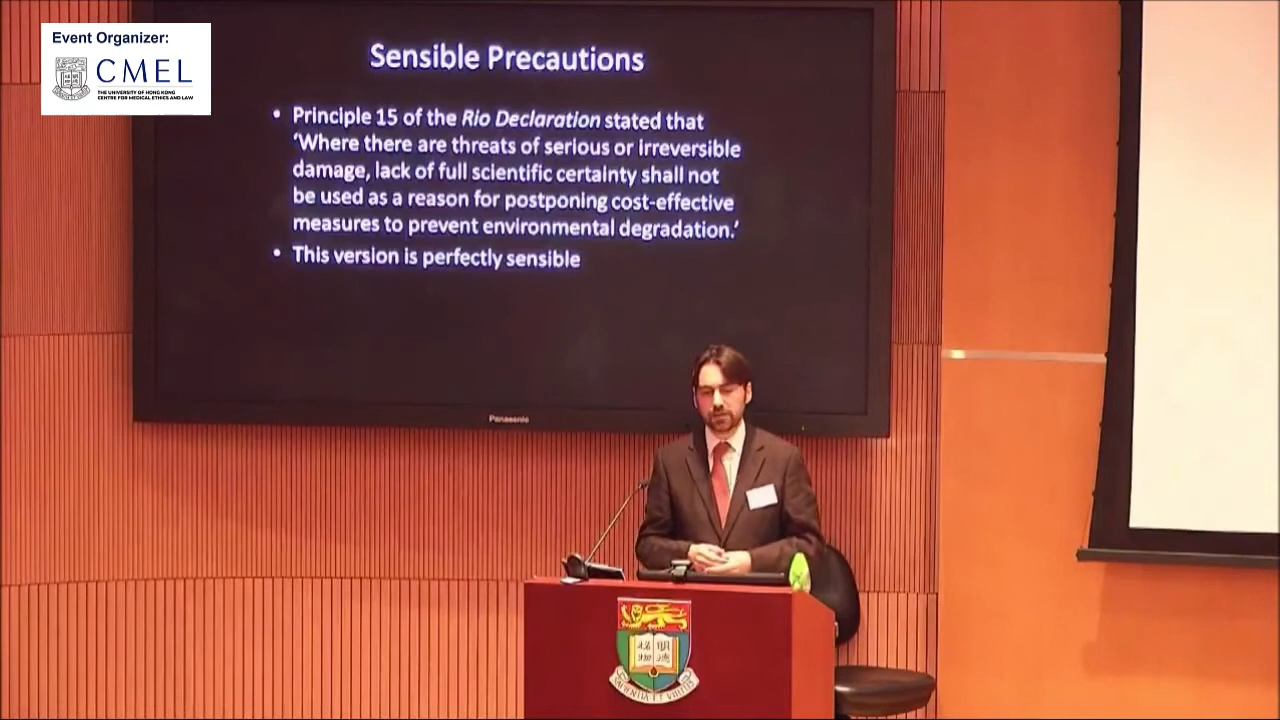 Event Organizer:
CMEL
THE UNIVERSITY OF HONG KONG
CENTRE FOR MEDICAL ETHICS AND LAW
Sensible Precautions
• Principle 15 of the Rio Declaration stated that
‘Where there are threats of serious or irreversible
damage, lack of full scientific certainty shall not
be used as a reason for postponing cost-effective
measures to prevent environmental degradation.’
• This version is perfectly sensible
Panasonic